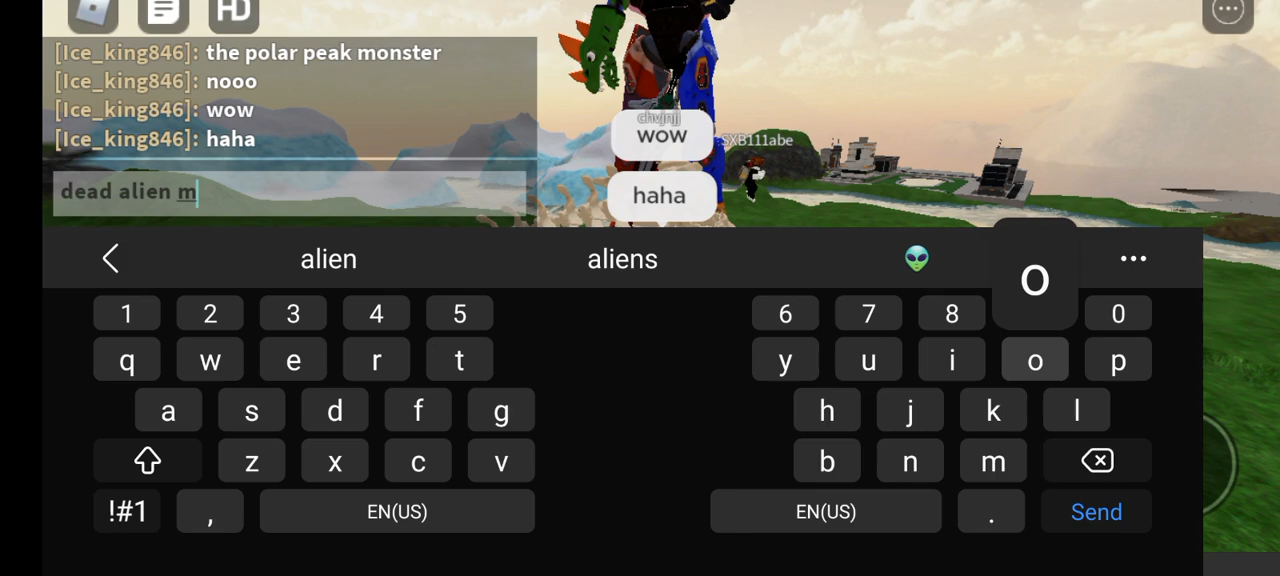 HD
[Ice_king846]: the polar peak monster
[Ice_king846]: nooo
[Ice_king846]: wow
[Ice_king846]: haha
dead alien m
chvjnjj
wow
SXB111abe
haha
alien aliens
o
1 2 3 4 5 6 7 8 0
q w e r t y u i o p
a s d f g h j k l
z x c v b n m
!#1 , EN(US) EN(US) . Send